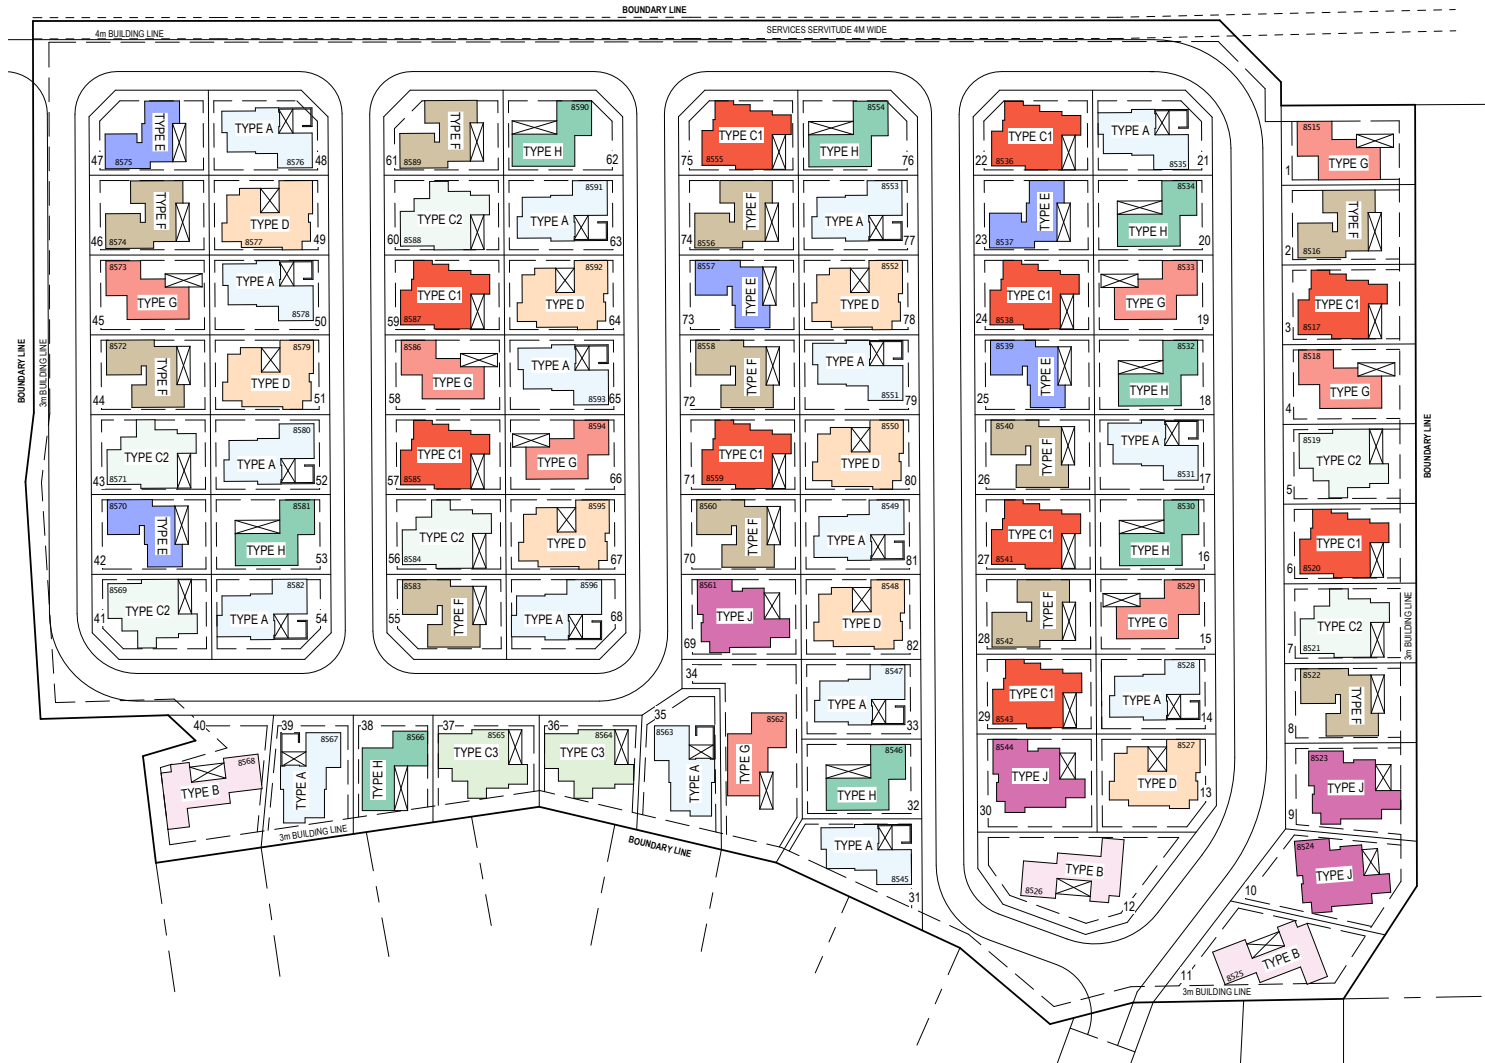 BOUNDARY LINE
4m BUILDING LINE
SERVICES SERVITUDE 4M WIDE
BOUNDARY LINE
3m BUILDING LINE
47 TYPE E 8575
TYPE A 8576 48
46 TYPE F 8574
TYPE D 8577 49
8573 TYPE G 45
TYPE A 8578 50
8572 TYPE F 44
8579 TYPE D 51
TYPE C2 8571 43
8580 TYPE A 52
8570 TYPE E 42
8581 TYPE H 53
8569 TYPE C2 41
8582 TYPE A 54
61 TYPE F 8589
8590 TYPE H 62
TYPE C2 60 8588
8591 TYPE A 63
TYPE C1 59 8587
8592 TYPE D 64
8586 TYPE G 58
TYPE A 8593 65
TYPE C1 57 8585
8594 TYPE G 66
TYPE C2 56 8584
8595 TYPE D 67
8583 TYPE F 55
8596 TYPE A 68
TYPE C1 75 8555
8554 TYPE H 76
TYPE F 74 8556
8553 TYPE A 77
8557 TYPE E 73
8552 TYPE D 78
8558 TYPE F 72
TYPE A 8551 79
TYPE C1 71 8559
8550 TYPE D 80
8560 TYPE F 70
8549 TYPE A 81
8561 TYPE J 69
8548 TYPE D 82
34 8562 TYPE G
8547 TYPE A 33
8546 TYPE H 32
TYPE A 8545 31
TYPE C1 22 8536
TYPE A 8535 21
TYPE E 23 8537
8534 TYPE H 20
TYPE C1 24 8538
8533 TYPE G 19
8539 TYPE E 25
8532 TYPE H 18
8540 TYPE F 26
TYPE A 8531 17
TYPE C1 27 8541
8530 TYPE H 16
TYPE F 28 8542
8529 TYPE G 15
TYPE C1 29 8543
8528 TYPE A 14
8544 TYPE J 30
8527 TYPE D 13
TYPE B 8526 12
8515 TYPE G 1
TYPE F 2 8516
TYPE C1 3 8517
8518 TYPE G 4
8519 TYPE C2 5
TYPE C1 6 8520
TYPE C2 7 8521
8522 TYPE F 8
8523 TYPE J 9
8524 TYPE J 10
TYPE B 8525 11
BOUNDARY LINE
3m BUILDING LINE
3m BUILDING LINE
40 8568 TYPE B
39 8567 TYPE A
38 8566 TYPE H
37 8565 TYPE C3
36 8564 TYPE C3
35 8563 TYPE A
3m BUILDING LINE
BOUNDARY LINE